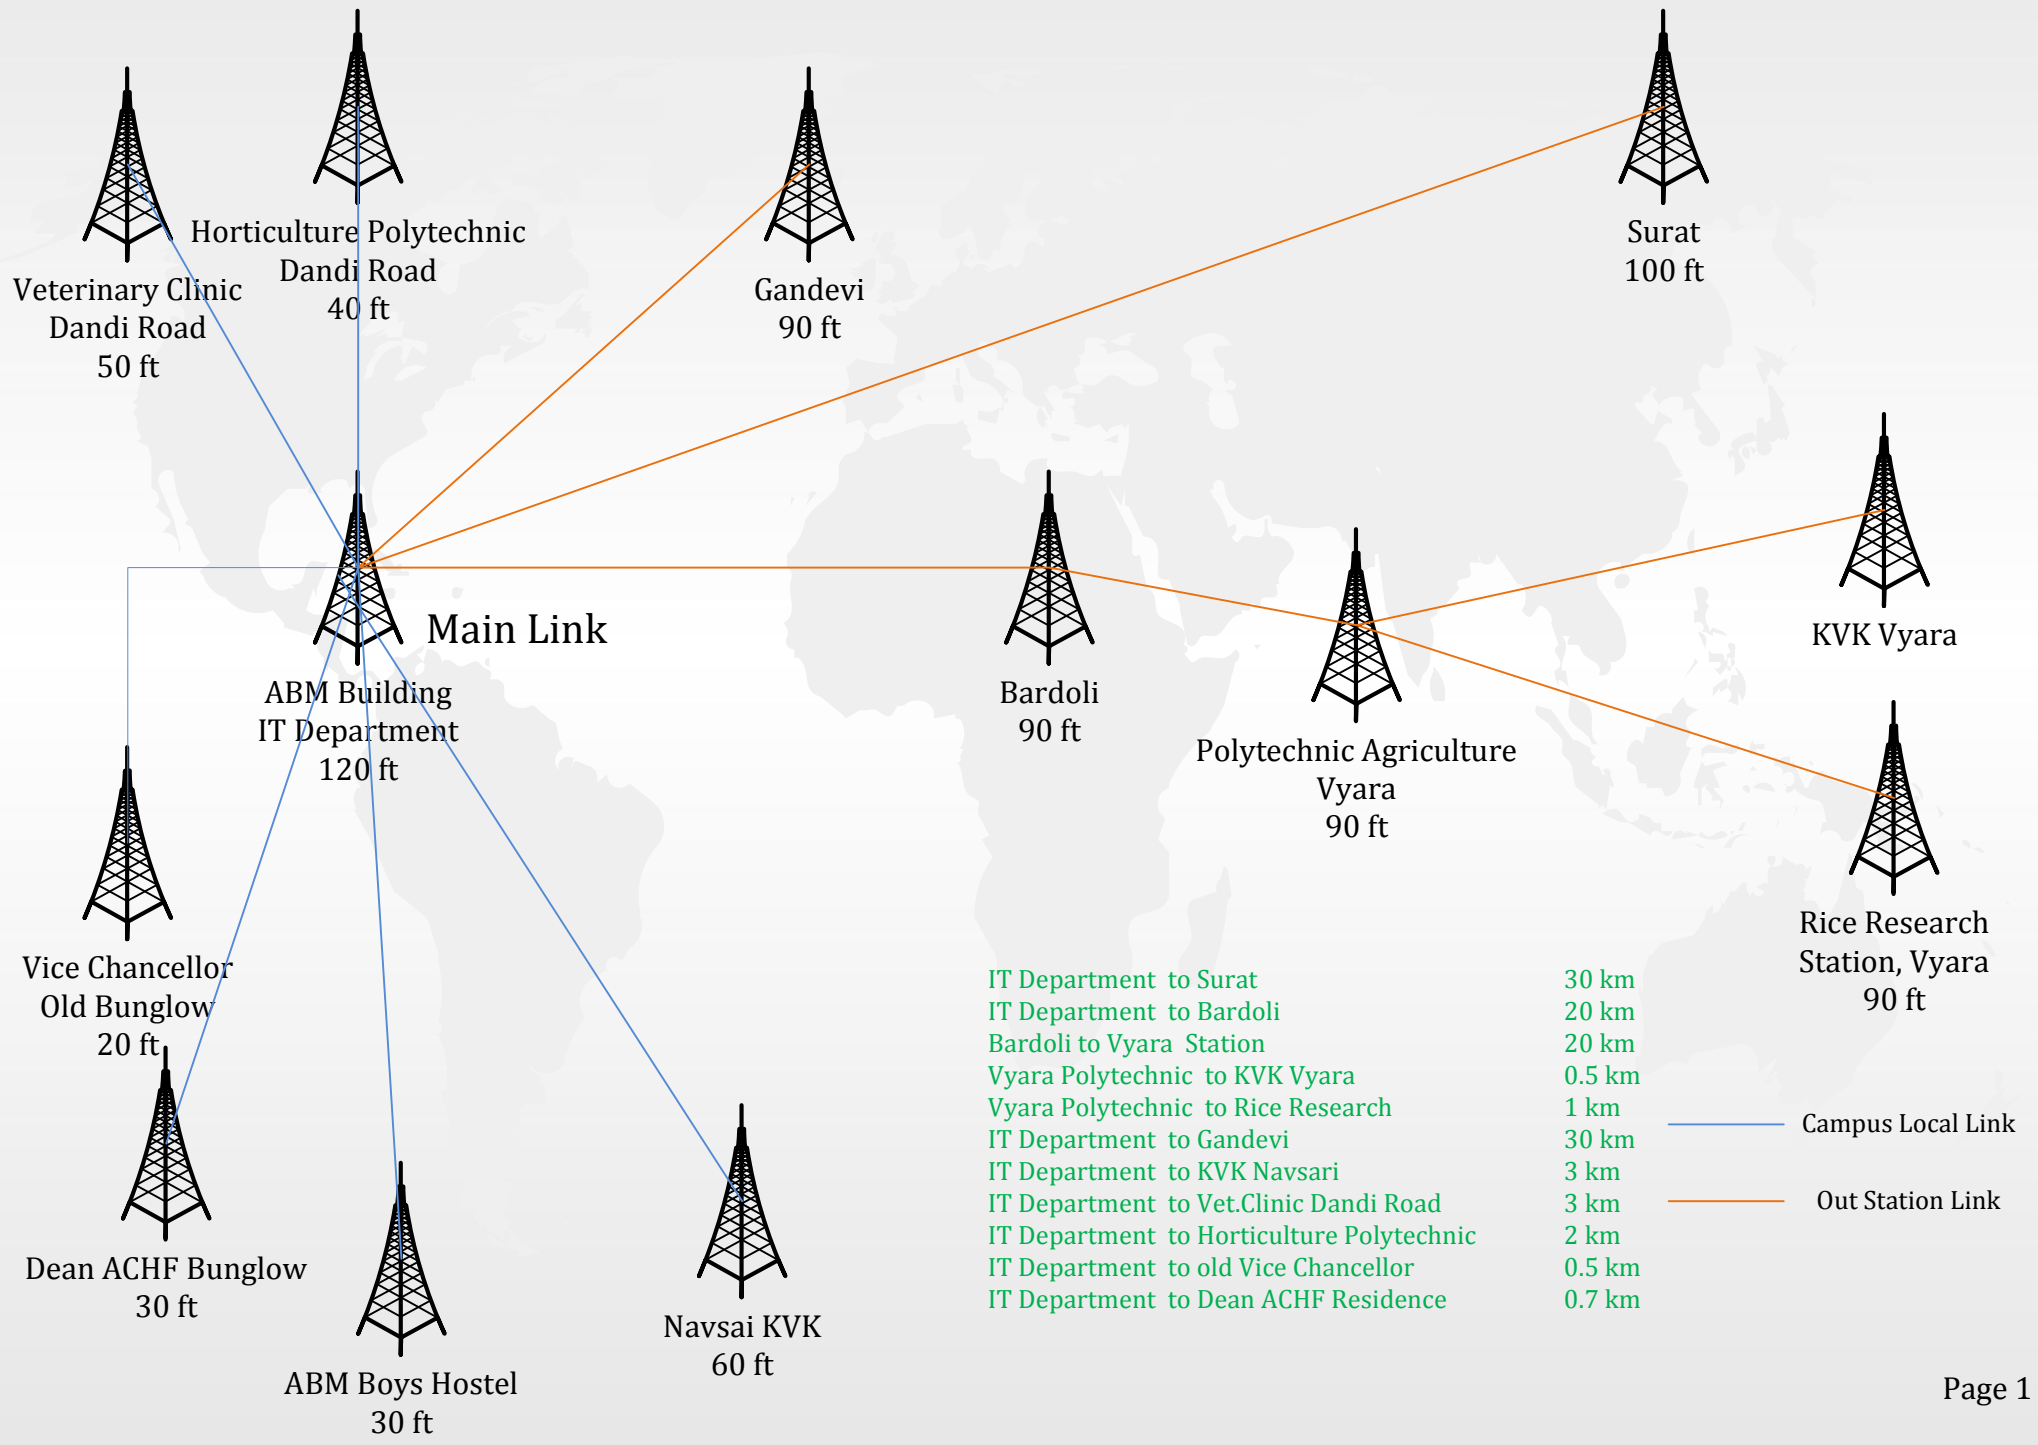 Horticulture Polytechnic
Dandi Road
40 ft
Veterinary Clinic
Dandi Road
50 ft
Gandevi
90 ft
Surat
100 ft
Main Link
ABM Building
IT Department
120 ft
Bardoli
90 ft
Polytechnic Agriculture
Vyara
90 ft
KVK Vyara
Rice Research
Station, Vyara
90 ft
Vice Chancellor
Old Bunglow
20 ft
Dean ACHF Bunglow
30 ft
ABM Boys Hostel
30 ft
Navsai KVK
60 ft
IT Department to Surat 30 km
IT Department to Bardoli 20 km
Bardoli to Vyara Station 20 km
Vyara Polytechnic to KVK Vyara 0.5 km
Vyara Polytechnic to Rice Research 1 km
IT Department to Gandevi 30 km
IT Department to KVK Navsari 3 km
IT Department to Vet.Clinic Dandi Road 3 km
IT Department to Horticulture Polytechnic 2 km
IT Department to old Vice Chancellor 0.5 km
IT Department to Dean ACHF Residence 0.7 km
Campus Local Link
Out Station Link
Page 1